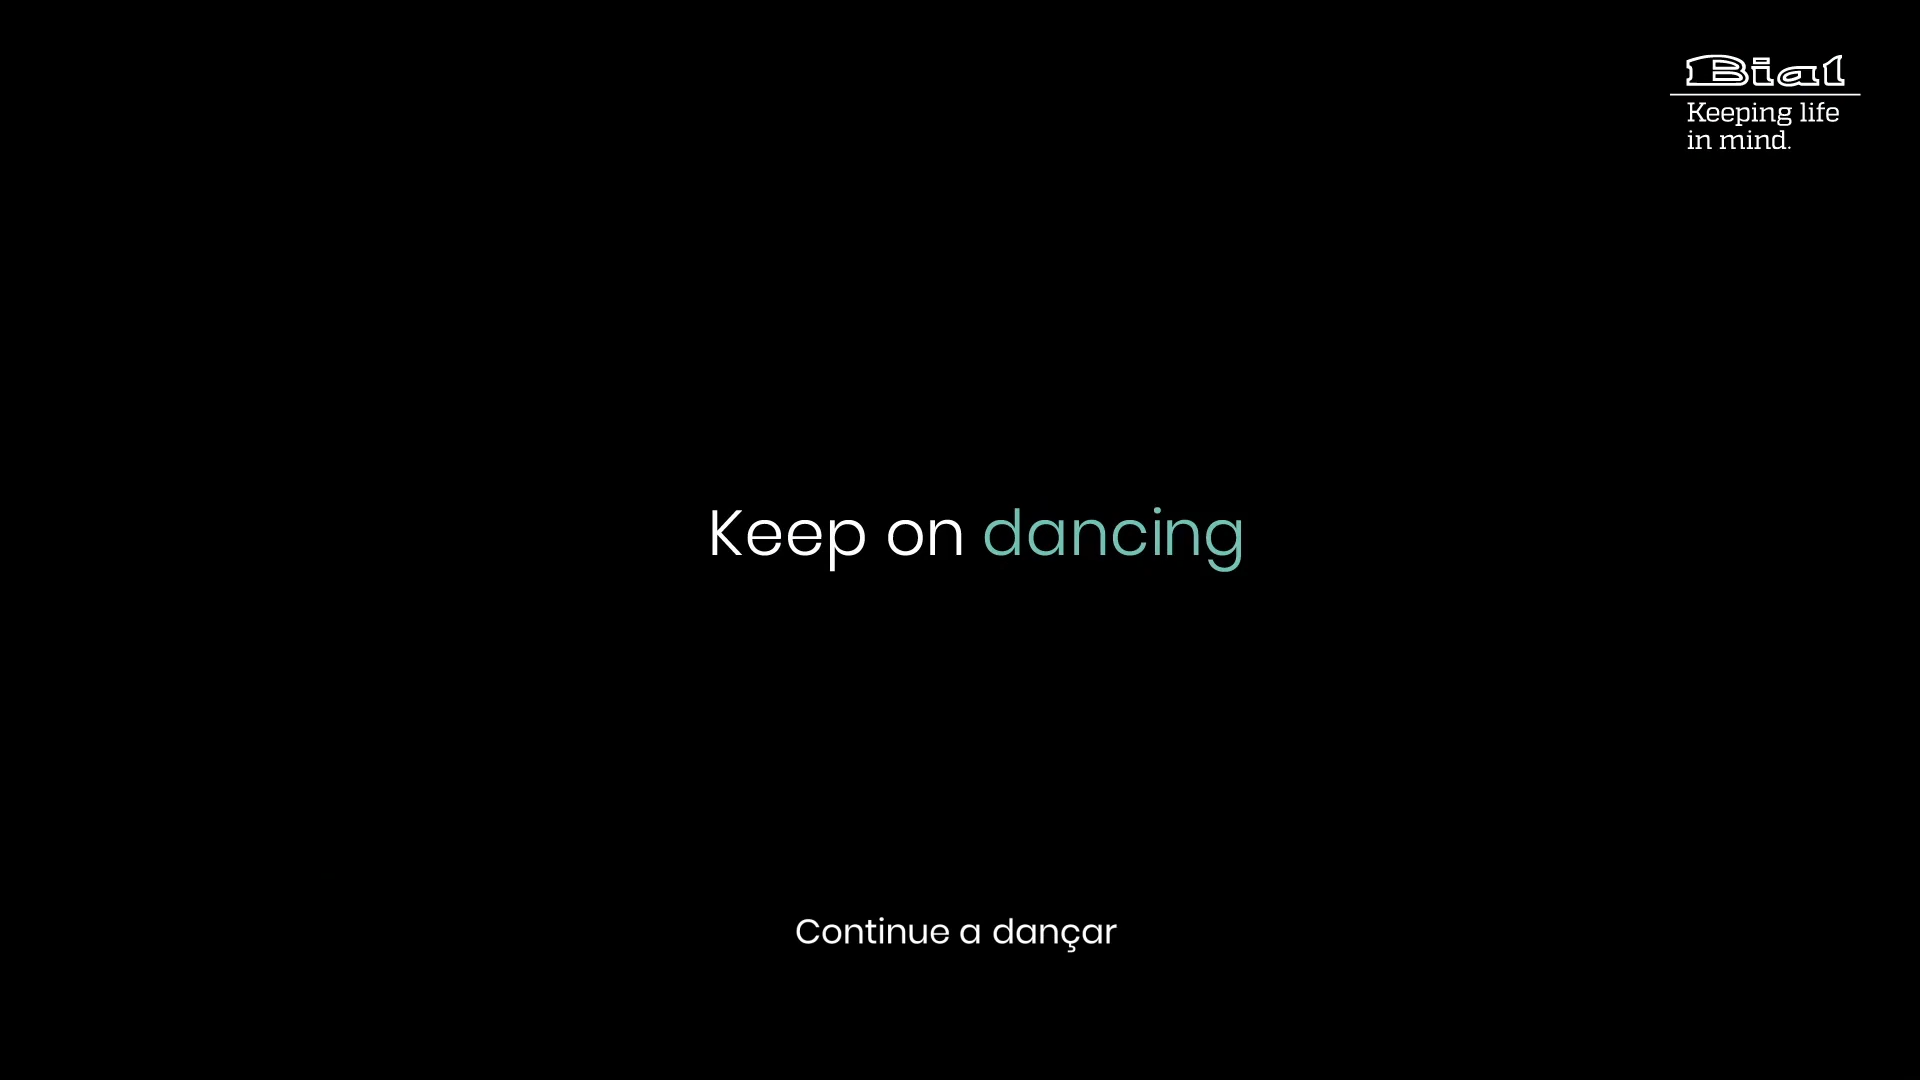 Bial
Keeping life
in mind.
Keep on dancing
Continue a dançar